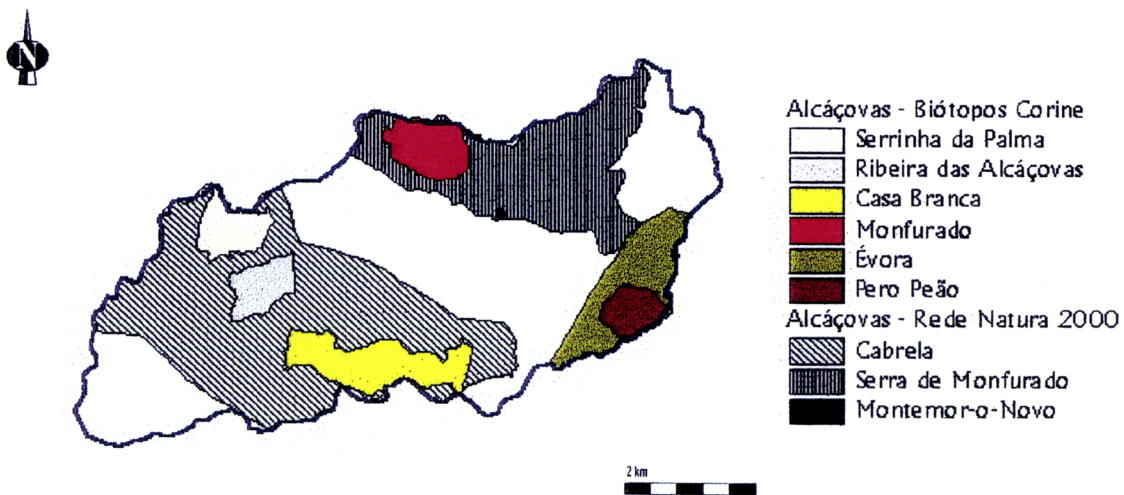 N
Alcáçovas - Biótopos Corine
Serrinha da Palma
Ribeira das Alcáçovas
Casa Branca
Monfurado
Évora
Pero Peão
Alcáçovas - Rede Natura 2000
Cabrela
Serra de Monfurado
Montemor-o-Novo
2 km